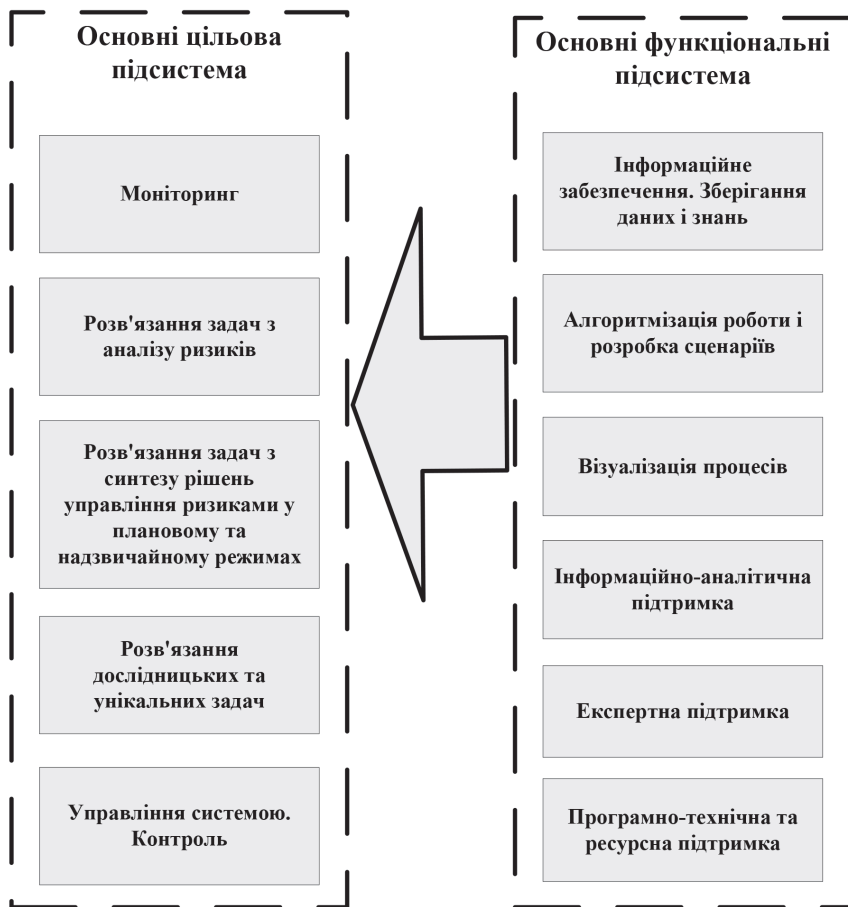 Основні цільова
підсистема
Моніторинг
Розв'язання задач з
аналізу ризиків
Розв'язання задач з
синтезу рішень
управління ризиками у
плановому та
надзвичайному режимах
Розв'язання
дослідницьких та
унікальних задач
Управління системою.
Контроль
Основні функціональні
підсистема
Інформаційне
забезпечення. Зберігання
даних і знань
Алгоритмізація роботи і
розробка сценаріїв
Візуалізація процесів
Інформаційно-аналітична
підтримка
Експертна підтримка
Програмно-технічна та
ресурсна підтримка